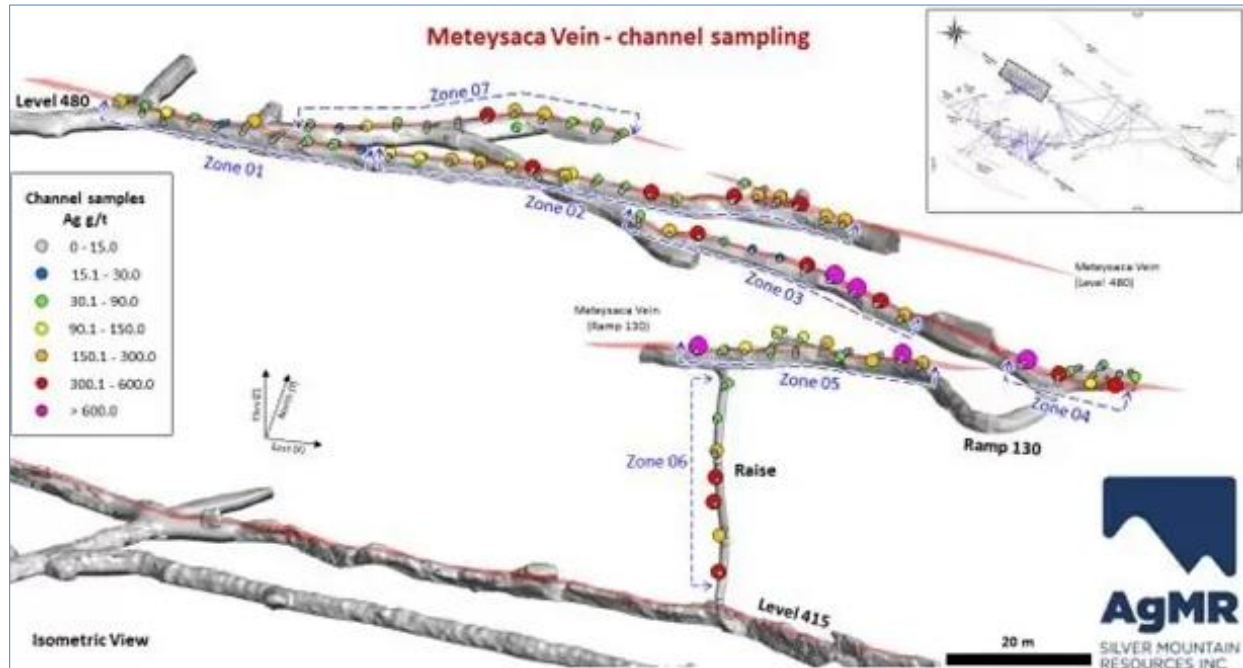 Meteysaca Vein - channel sampling
Level 480
Zone 07
Zone 01
Zone 02
Zone 03
Meteysaca Vein
(Level 480)
Channel samples
Ag g/t
0 - 15.0
15.1 - 30.0
30.1 - 90.0
90.1 - 150.0
150.1 - 300.0
300.1 - 600.0
> 600.0
Meteysaca Vein
(Ramp 130)
Zone 05
Zone 04
Ramp 130
Elev (Z)
North (Y)
East (X)
Zone 06
Raise
Level 415
Isometric View
20 m
AgMR
SILVER MOUNTAIN
RESOURCES INC.